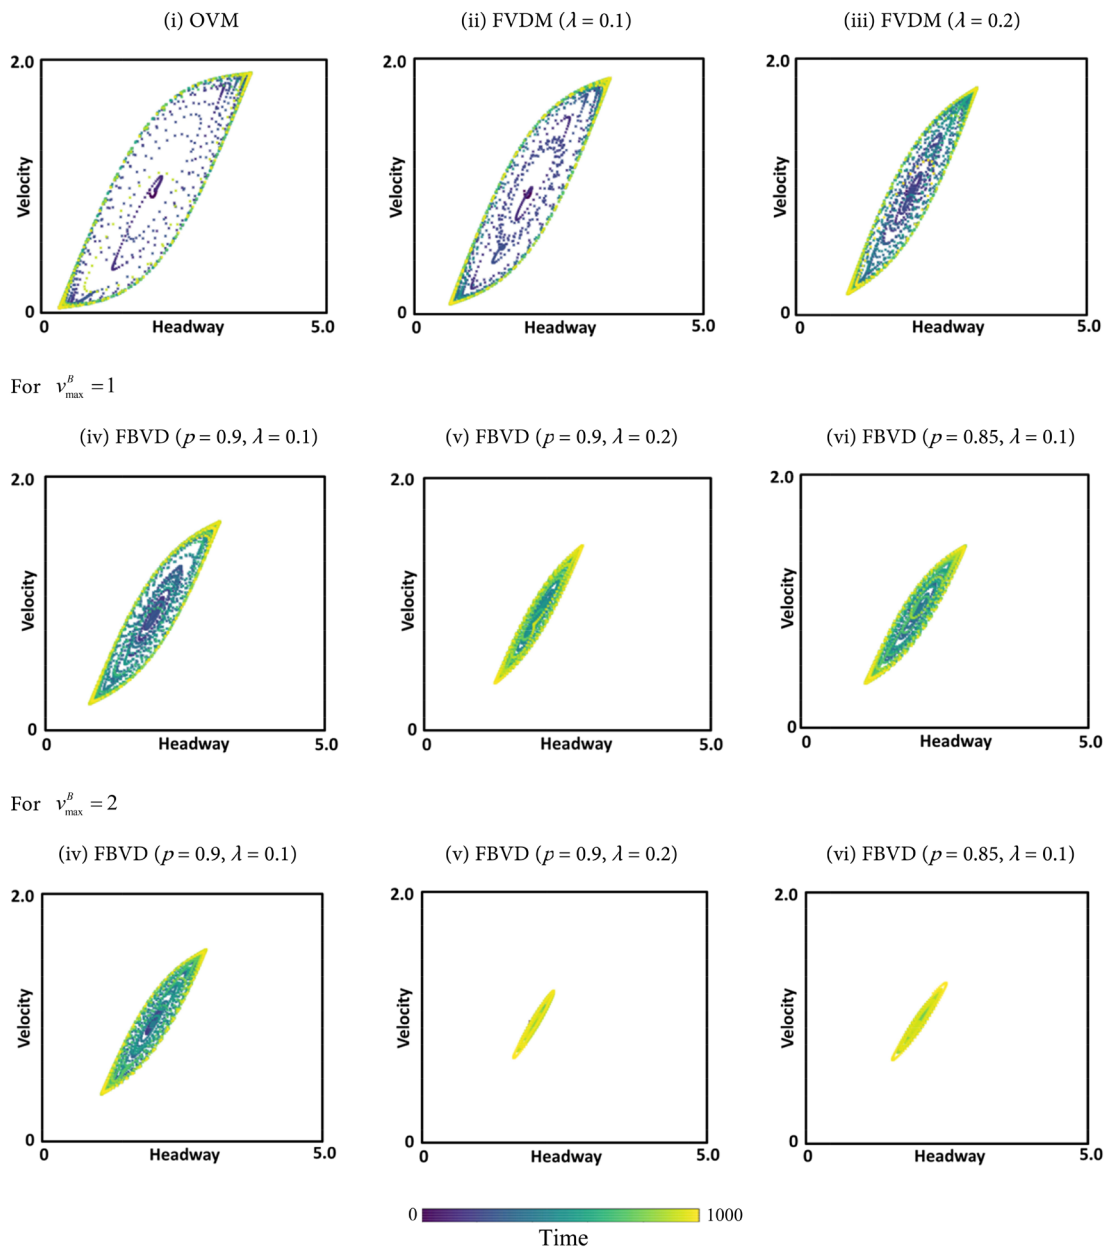 (i) OVM
(ii) FVDM (λ = 0.1)
(iii) FVDM (λ = 0.2)
2.0
Velocity
0
0
Headway
5.0
2.0
Velocity
0
0
Headway
5.0
2.0
Velocity
0
0
Headway
5.0
For v^B_max = 1
(iv) FBVD (p = 0.9, λ = 0.1)
(v) FBVD (p = 0.9, λ = 0.2)
(vi) FBVD (p = 0.85, λ = 0.1)
2.0
Velocity
0
0
Headway
5.0
2.0
Velocity
0
0
Headway
5.0
2.0
Velocity
0
0
Headway
5.0
For v^B_max = 2
(iv) FBVD (p = 0.9, λ = 0.1)
(v) FBVD (p = 0.9, λ = 0.2)
(vi) FBVD (p = 0.85, λ = 0.1)
2.0
Velocity
0
0
Headway
5.0
2.0
Velocity
0
0
Headway
5.0
2.0
Velocity
0
0
Headway
5.0
0
1000
Time